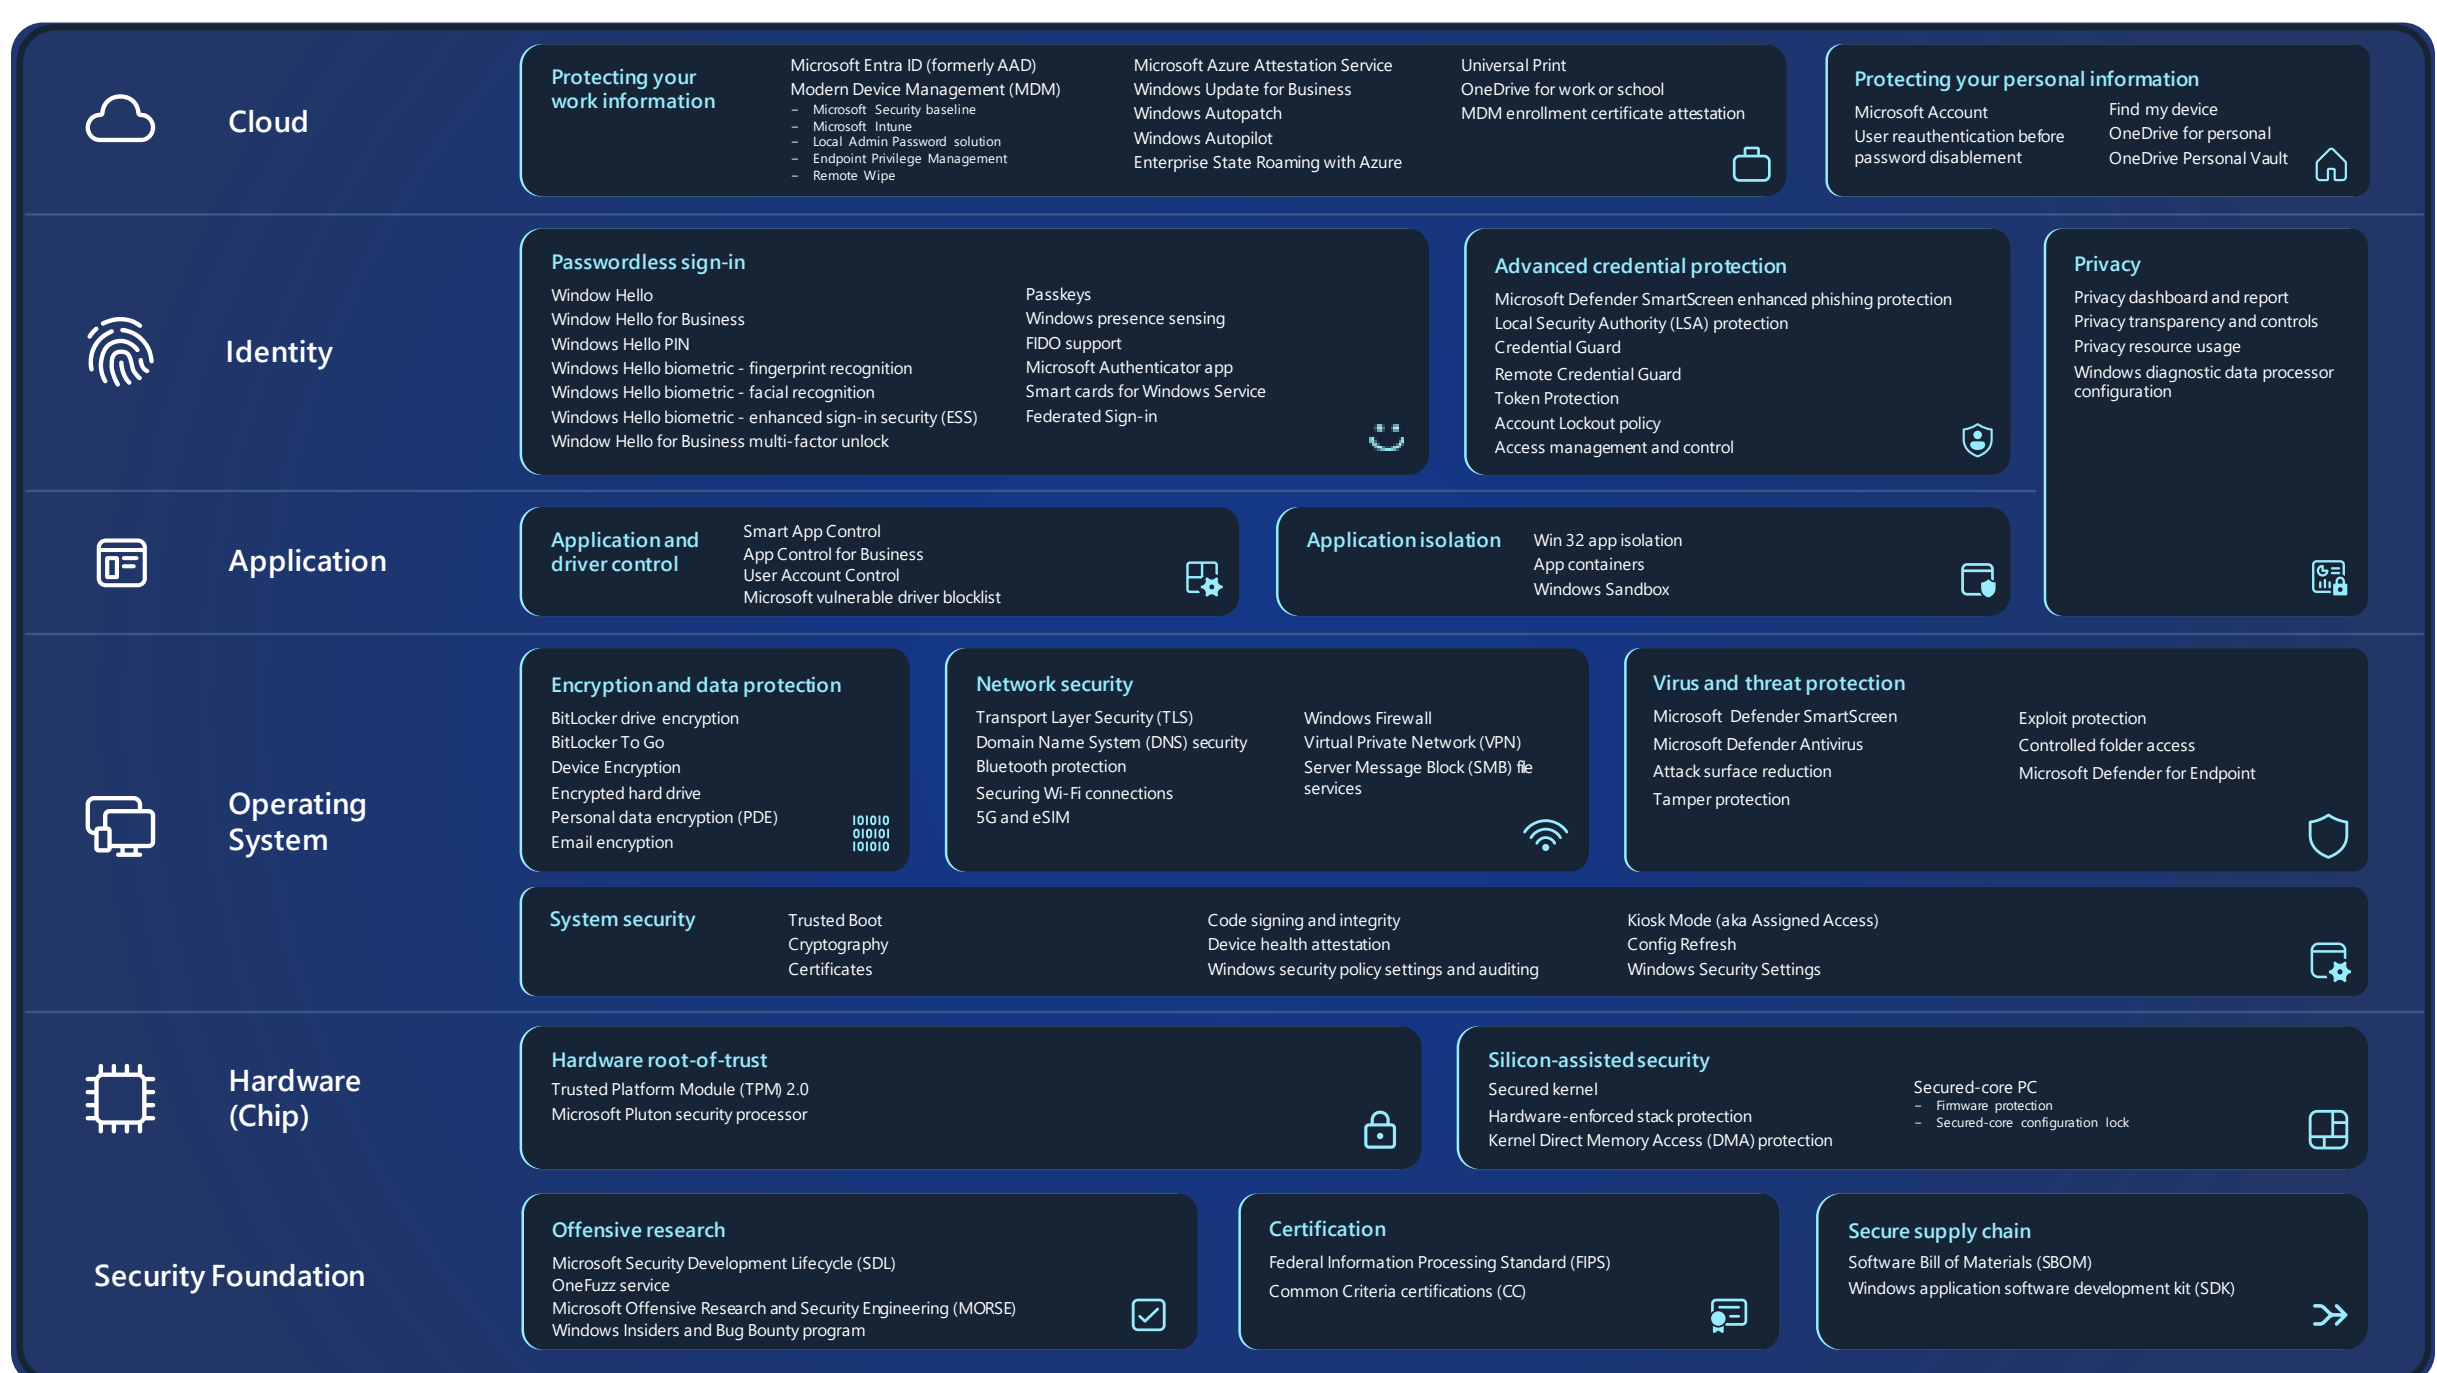 Cloud
Protecting your
work information
Microsoft Entra ID (formerly AAD)
Modern Device Management (MDM)
– Microsoft Security baseline
– Microsoft Intune
– Local Admin Password solution
– Endpoint Privilege Management
– Remote Wipe
Microsoft Azure Attestation Service
Windows Update for Business
Windows Autopatch
Windows Autopilot
Enterprise State Roaming with Azure
Universal Print
OneDrive for work or school
MDM enrollment certificate attestation
Protecting your personal information
Microsoft Account
User reauthentication before
password disablement
Find my device
OneDrive for personal
OneDrive Personal Vault
Identity
Passwordless sign-in
Window Hello
Window Hello for Business
Windows Hello PIN
Windows Hello biometric - fingerprint recognition
Windows Hello biometric - facial recognition
Windows Hello biometric - enhanced sign-in security (ESS)
Window Hello for Business multi-factor unlock
Passkeys
Windows presence sensing
FIDO support
Microsoft Authenticator app
Smart cards for Windows Service
Federated Sign-in
Advanced credential protection
Microsoft Defender SmartScreen enhanced phishing protection
Local Security Authority (LSA) protection
Credential Guard
Remote Credential Guard
Token Protection
Account Lockout policy
Access management and control
Privacy
Privacy dashboard and report
Privacy transparency and controls
Privacy resource usage
Windows diagnostic data processor
configuration
Application
Application and
driver control
Smart App Control
App Control for Business
User Account Control
Microsoft vulnerable driver blocklist
Application isolation
Win 32 app isolation
App containers
Windows Sandbox
Operating
System
Encryption and data protection
BitLocker drive encryption
BitLocker To Go
Device Encryption
Encrypted hard drive
Personal data encryption (PDE)
Email encryption
101010
010101
101010
Network security
Transport Layer Security (TLS)
Domain Name System (DNS) security
Bluetooth protection
Securing Wi-Fi connections
5G and eSIM
Windows Firewall
Virtual Private Network (VPN)
Server Message Block (SMB) file
services
Virus and threat protection
Microsoft Defender SmartScreen
Microsoft Defender Antivirus
Attack surface reduction
Tamper protection
Exploit protection
Controlled folder access
Microsoft Defender for Endpoint
System security
Trusted Boot
Cryptography
Certificates
Code signing and integrity
Device health attestation
Windows security policy settings and auditing
Kiosk Mode (aka Assigned Access)
Config Refresh
Windows Security Settings
Hardware
(Chip)
Hardware root-of-trust
Trusted Platform Module (TPM) 2.0
Microsoft Pluton security processor
Silicon-assisted security
Secured kernel
Hardware-enforced stack protection
Kernel Direct Memory Access (DMA) protection
Secured-core PC
– Firmware protection
– Secured-core configuration lock
Security Foundation
Offensive research
Microsoft Security Development Lifecycle (SDL)
OneFuzz service
Microsoft Offensive Research and Security Engineering (MORSE)
Windows Insiders and Bug Bounty program
Certification
Federal Information Processing Standard (FIPS)
Common Criteria certifications (CC)
Secure supply chain
Software Bill of Materials (SBOM)
Windows application software development kit (SDK)